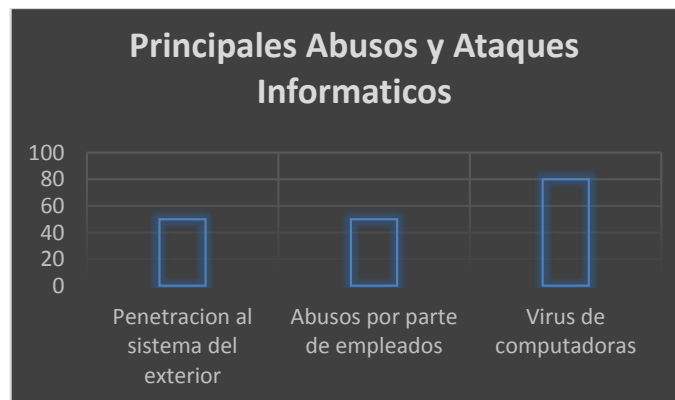 Principales Abusos y Ataques
Informaticos
100
80
60
40
20
0
Penetracion al
sistema del
exterior
Abusos por parte
de empleados
Virus de
computadoras